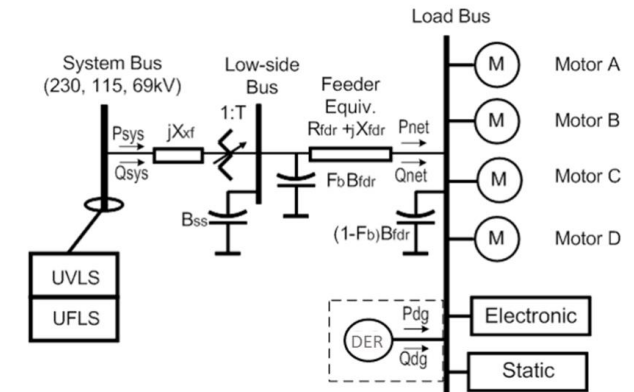 Load Bus
System Bus
(230, 115, 69kV)
Low-side
Bus
Feeder
Equiv.
Rfdr +jXfdr
1:T
Psys
jXxf
Qsys
Pnet
Qnet
FbBfdr
Bss
(1-Fb)Bfdr
M Motor A
M Motor B
M Motor C
M Motor D
UVLS
UFLS
Pdg
DER
Qdg
Electronic
Static